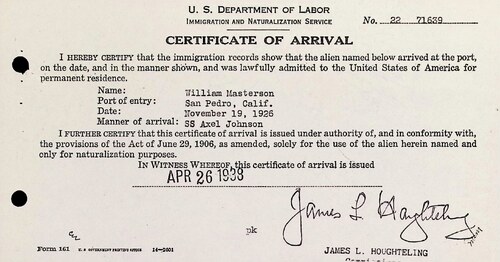 U. S. DEPARTMENT OF LABOR
IMMIGRATION AND NATURALIZATION SERVICE
No. 22 71639
CERTIFICATE OF ARRIVAL
I HEREBY CERTIFY that the immigration records show that the alien named below arrived at the port,
on the date, and in the manner shown, and was lawfully admitted to the United States of America for
permanent residence.
Name: William Masterson
Port of entry: San Pedro, Calif.
Date: November 19, 1926
Manner of arrival: SS Axel Johnson
I FURTHER CERTIFY that this certificate of arrival is issued under authority of, and in conformity with,
the provisions of the Act of June 29, 1906, as amended, solely for the use of the alien herein named and
only for naturalization purposes.
IN WITNESS WHEREOF, this certificate of arrival is issued
APR 26 1938
James L Houghteling
pk
JAMES L. HOUGHTELING
Form 161 U. S. GOVERNMENT PRINTING OFFICE 14-2601